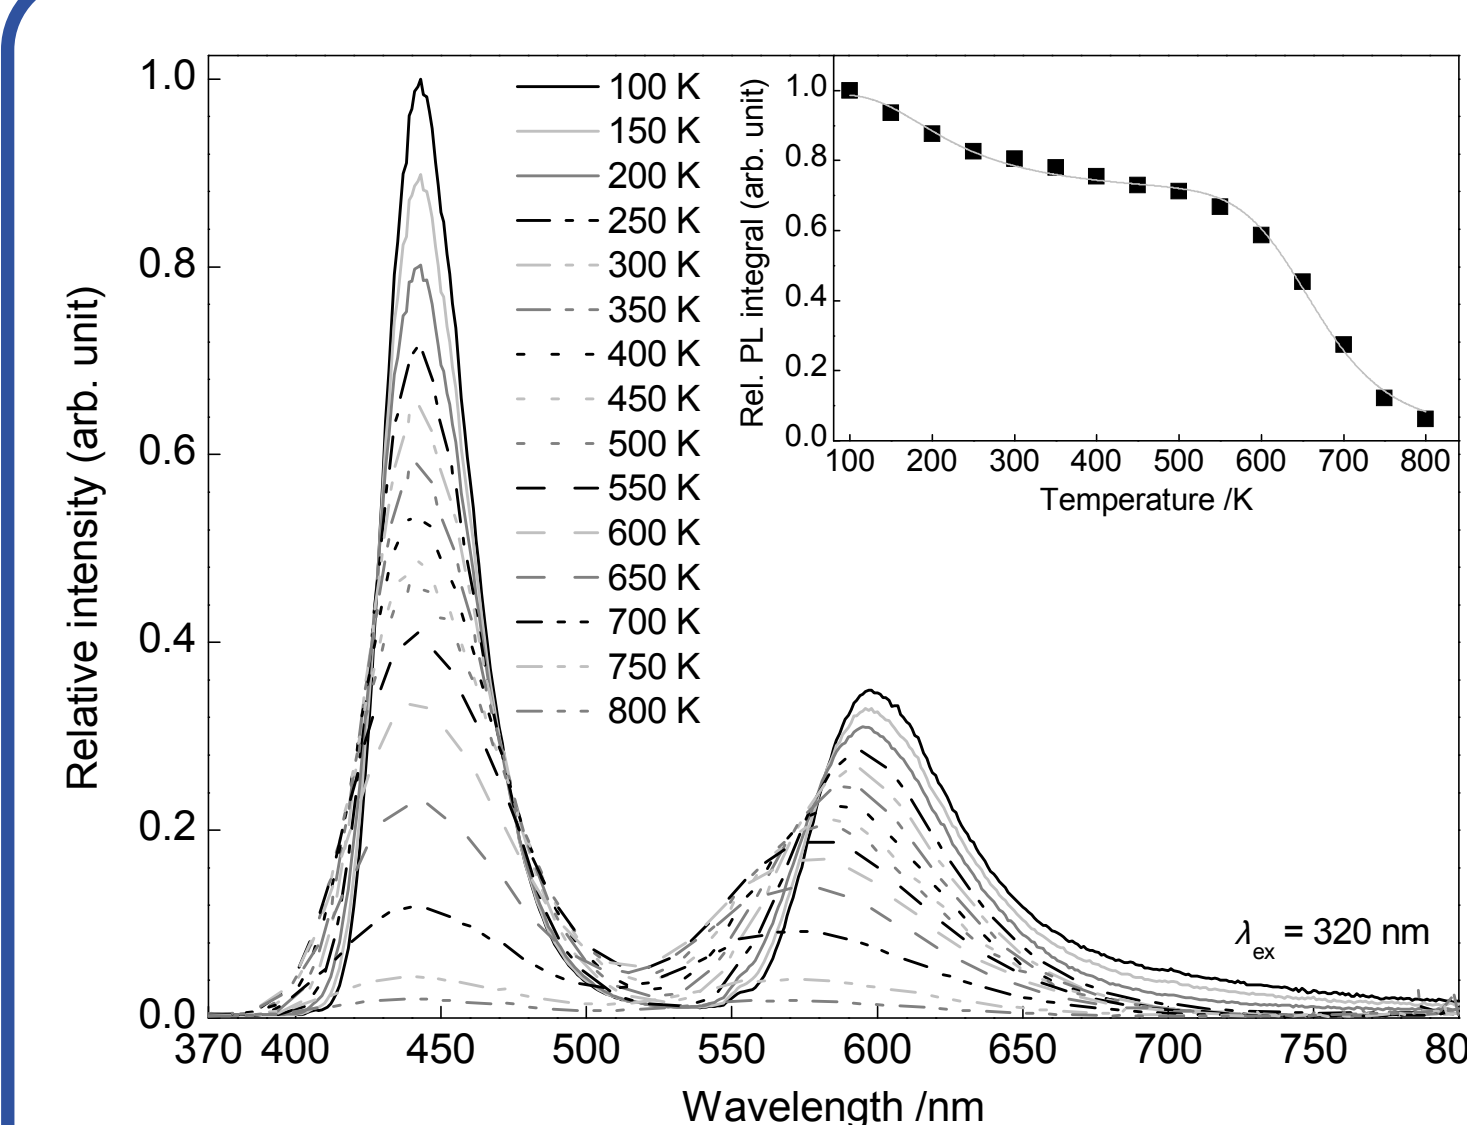 Relative intensity (arb. unit)
1.0
0.8
0.6
0.4
0.2
0.0
370 400 450 500 550 600 650 700 750 80
Wavelength /nm
100 K
150 K
200 K
250 K
300 K
350 K
400 K
450 K
500 K
550 K
600 K
650 K
700 K
750 K
800 K
Rel. PL integral (arb. unit)
1.0
0.8
0.6
0.4
0.2
0.0
100 200 300 400 500 600 700 800
Temperature /K
λex = 320 nm